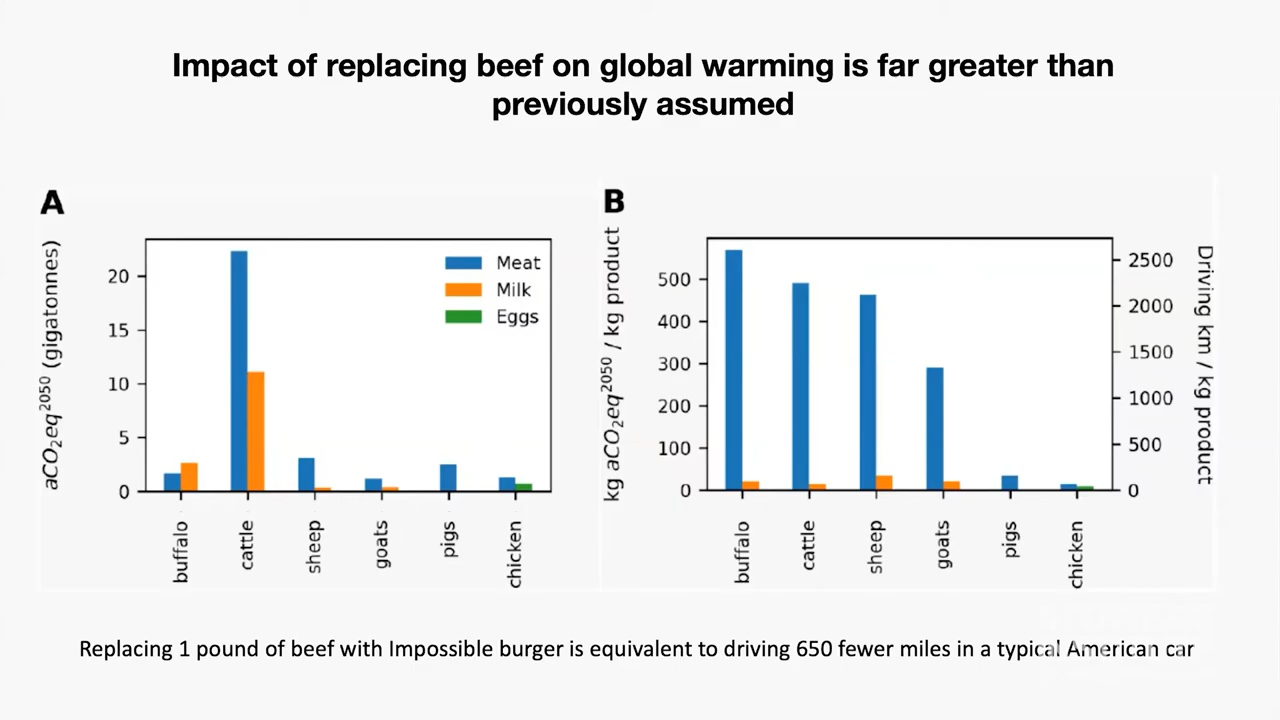 Impact of replacing beef on global warming is far greater than
previously assumed
A
aCO₂eq²⁰⁵⁰ (gigatonnes)
20
15
10
5
0
Meat
Milk
Eggs
buffalo
cattle
sheep
goats
pigs
chicken
B
kg aCO₂eq²⁰⁵⁰ / kg product
500
400
300
200
100
0
2500
2000
1500
1000
500
0
Driving km / kg product
buffalo
cattle
sheep
goats
pigs
chicken
Replacing 1 pound of beef with Impossible burger is equivalent to driving 650 fewer miles in a typical American car